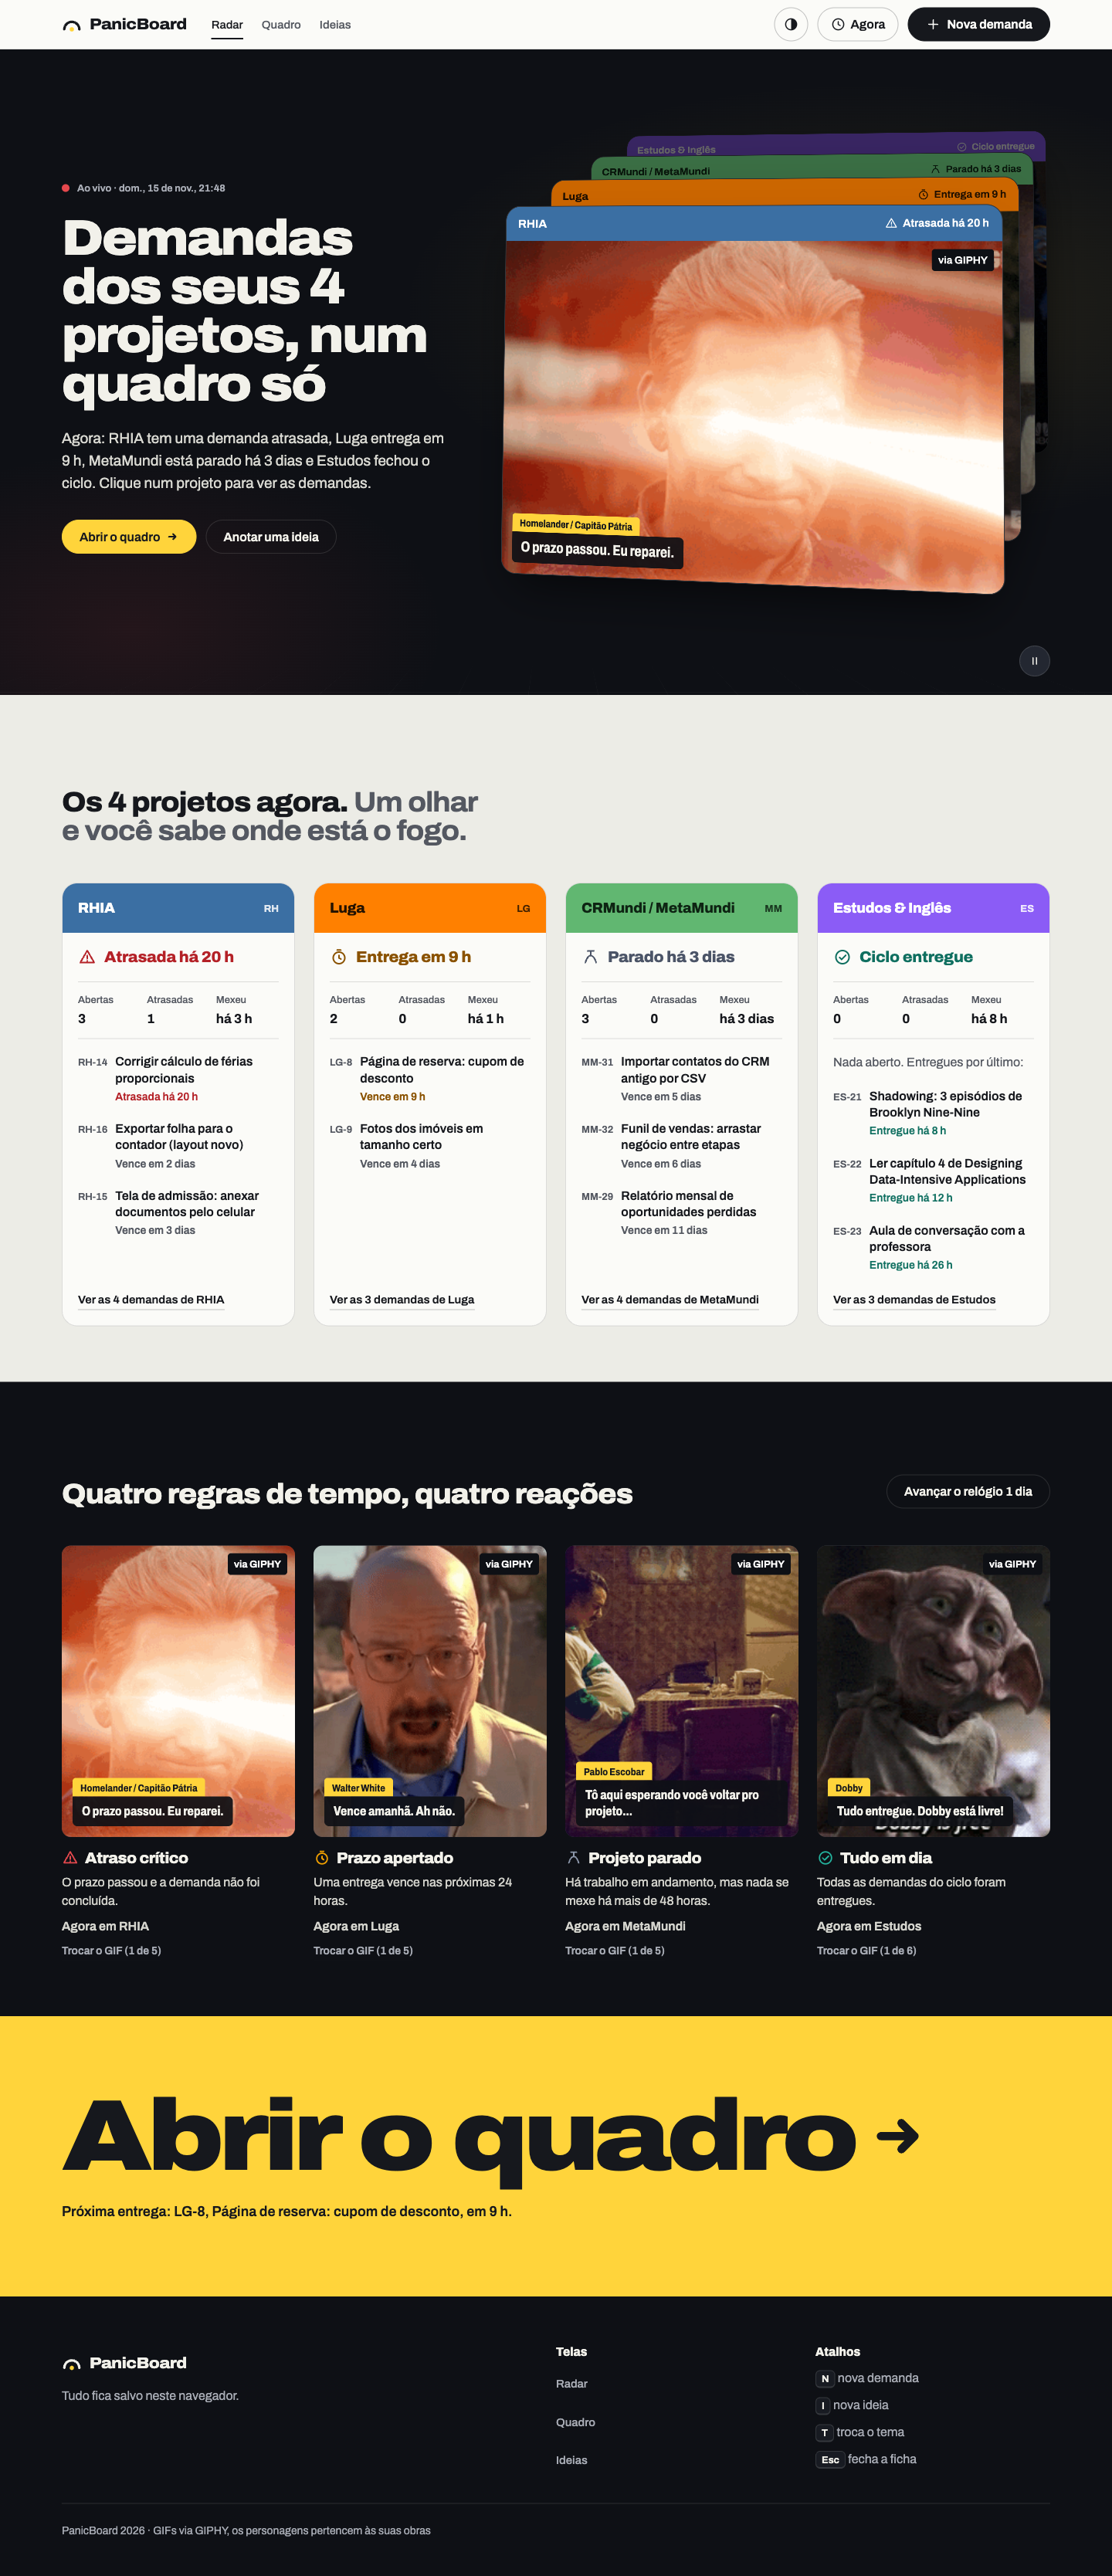 PanicBoard
Radar
Quadro
Ideias
Agora
Nova demanda
Ao vivo · dom., 15 de nov., 21:48
Demandas
dos seus 4
projetos, num
quadro só
Agora: RHIA tem uma demanda atrasada, Luga entrega em
9 h, MetaMundi está parado há 3 dias e Estudos fechou o
ciclo. Clique num projeto para ver as demandas.
Abrir o quadro
Anotar uma ideia
Estudos & Inglês
Ciclo entregue
CRMundi / MetaMundi
Parado há 3 dias
Luga
Entrega em 9 h
RHIA
Atrasada há 20 h
via GIPHY
Homelander / Capitão Pátria
O prazo passou. Eu reparei.
Os 4 projetos agora. Um olhar
e você sabe onde está o fogo.
RHIA
RH
Atrasada há 20 h
Abertas
Atrasadas
Mexeu
3
1
há 3 h
RH-14
Corrigir cálculo de férias
proporcionais
Atrasada há 20 h
RH-16
Exportar folha para o
contador (layout novo)
Vence em 2 dias
RH-15
Tela de admissão: anexar
documentos pelo celular
Vence em 3 dias
Ver as 4 demandas de RHIA
Luga
LG
Entrega em 9 h
Abertas
Atrasadas
Mexeu
2
0
há 1 h
LG-8
Página de reserva: cupom de
desconto
Vence em 9 h
LG-9
Fotos dos imóveis em
tamanho certo
Vence em 4 dias
Ver as 3 demandas de Luga
CRMundi / MetaMundi
MM
Parado há 3 dias
Abertas
Atrasadas
Mexeu
3
0
há 3 dias
MM-31
Importar contatos do CRM
antigo por CSV
Vence em 5 dias
MM-32
Funil de vendas: arrastar
negócio entre etapas
Vence em 6 dias
MM-29
Relatório mensal de
oportunidades perdidas
Vence em 11 dias
Ver as 4 demandas de MetaMundi
Estudos & Inglês
ES
Ciclo entregue
Abertas
Atrasadas
Mexeu
0
0
há 8 h
Nada aberto. Entregues por último:
ES-21
Shadowing: 3 episódios de
Brooklyn Nine-Nine
Entregue há 8 h
ES-22
Ler capítulo 4 de Designing
Data-Intensive Applications
Entregue há 12 h
ES-23
Aula de conversação com a
professora
Entregue há 26 h
Ver as 3 demandas de Estudos
Quatro regras de tempo, quatro reações
Avançar o relógio 1 dia
via GIPHY
Homelander / Capitão Pátria
O prazo passou. Eu reparei.
Atraso crítico
O prazo passou e a demanda não foi
concluída.
Agora em RHIA
Trocar o GIF (1 de 5)
via GIPHY
Walter White
Vence amanhã. Ah não.
Prazo apertado
Uma entrega vence nas próximas 24
horas.
Agora em Luga
Trocar o GIF (1 de 5)
via GIPHY
Pablo Escobar
Tô aqui esperando você voltar pro
projeto...
Projeto parado
Há trabalho em andamento, mas nada se
mexe há mais de 48 horas.
Agora em MetaMundi
Trocar o GIF (1 de 5)
via GIPHY
Dobby
Tudo entregue. Dobby está livre!
Dobby is free
Tudo em dia
Todas as demandas do ciclo foram
entregues.
Agora em Estudos
Trocar o GIF (1 de 6)
Abrir o quadro
Próxima entrega: LG-8, Página de reserva: cupom de desconto, em 9 h.
PanicBoard
Tudo fica salvo neste navegador.
Telas
Radar
Quadro
Ideias
Atalhos
N nova demanda
I nova ideia
T troca o tema
Esc fecha a ficha
PanicBoard 2026 · GIFs via GIPHY, os personagens pertencem às suas obras